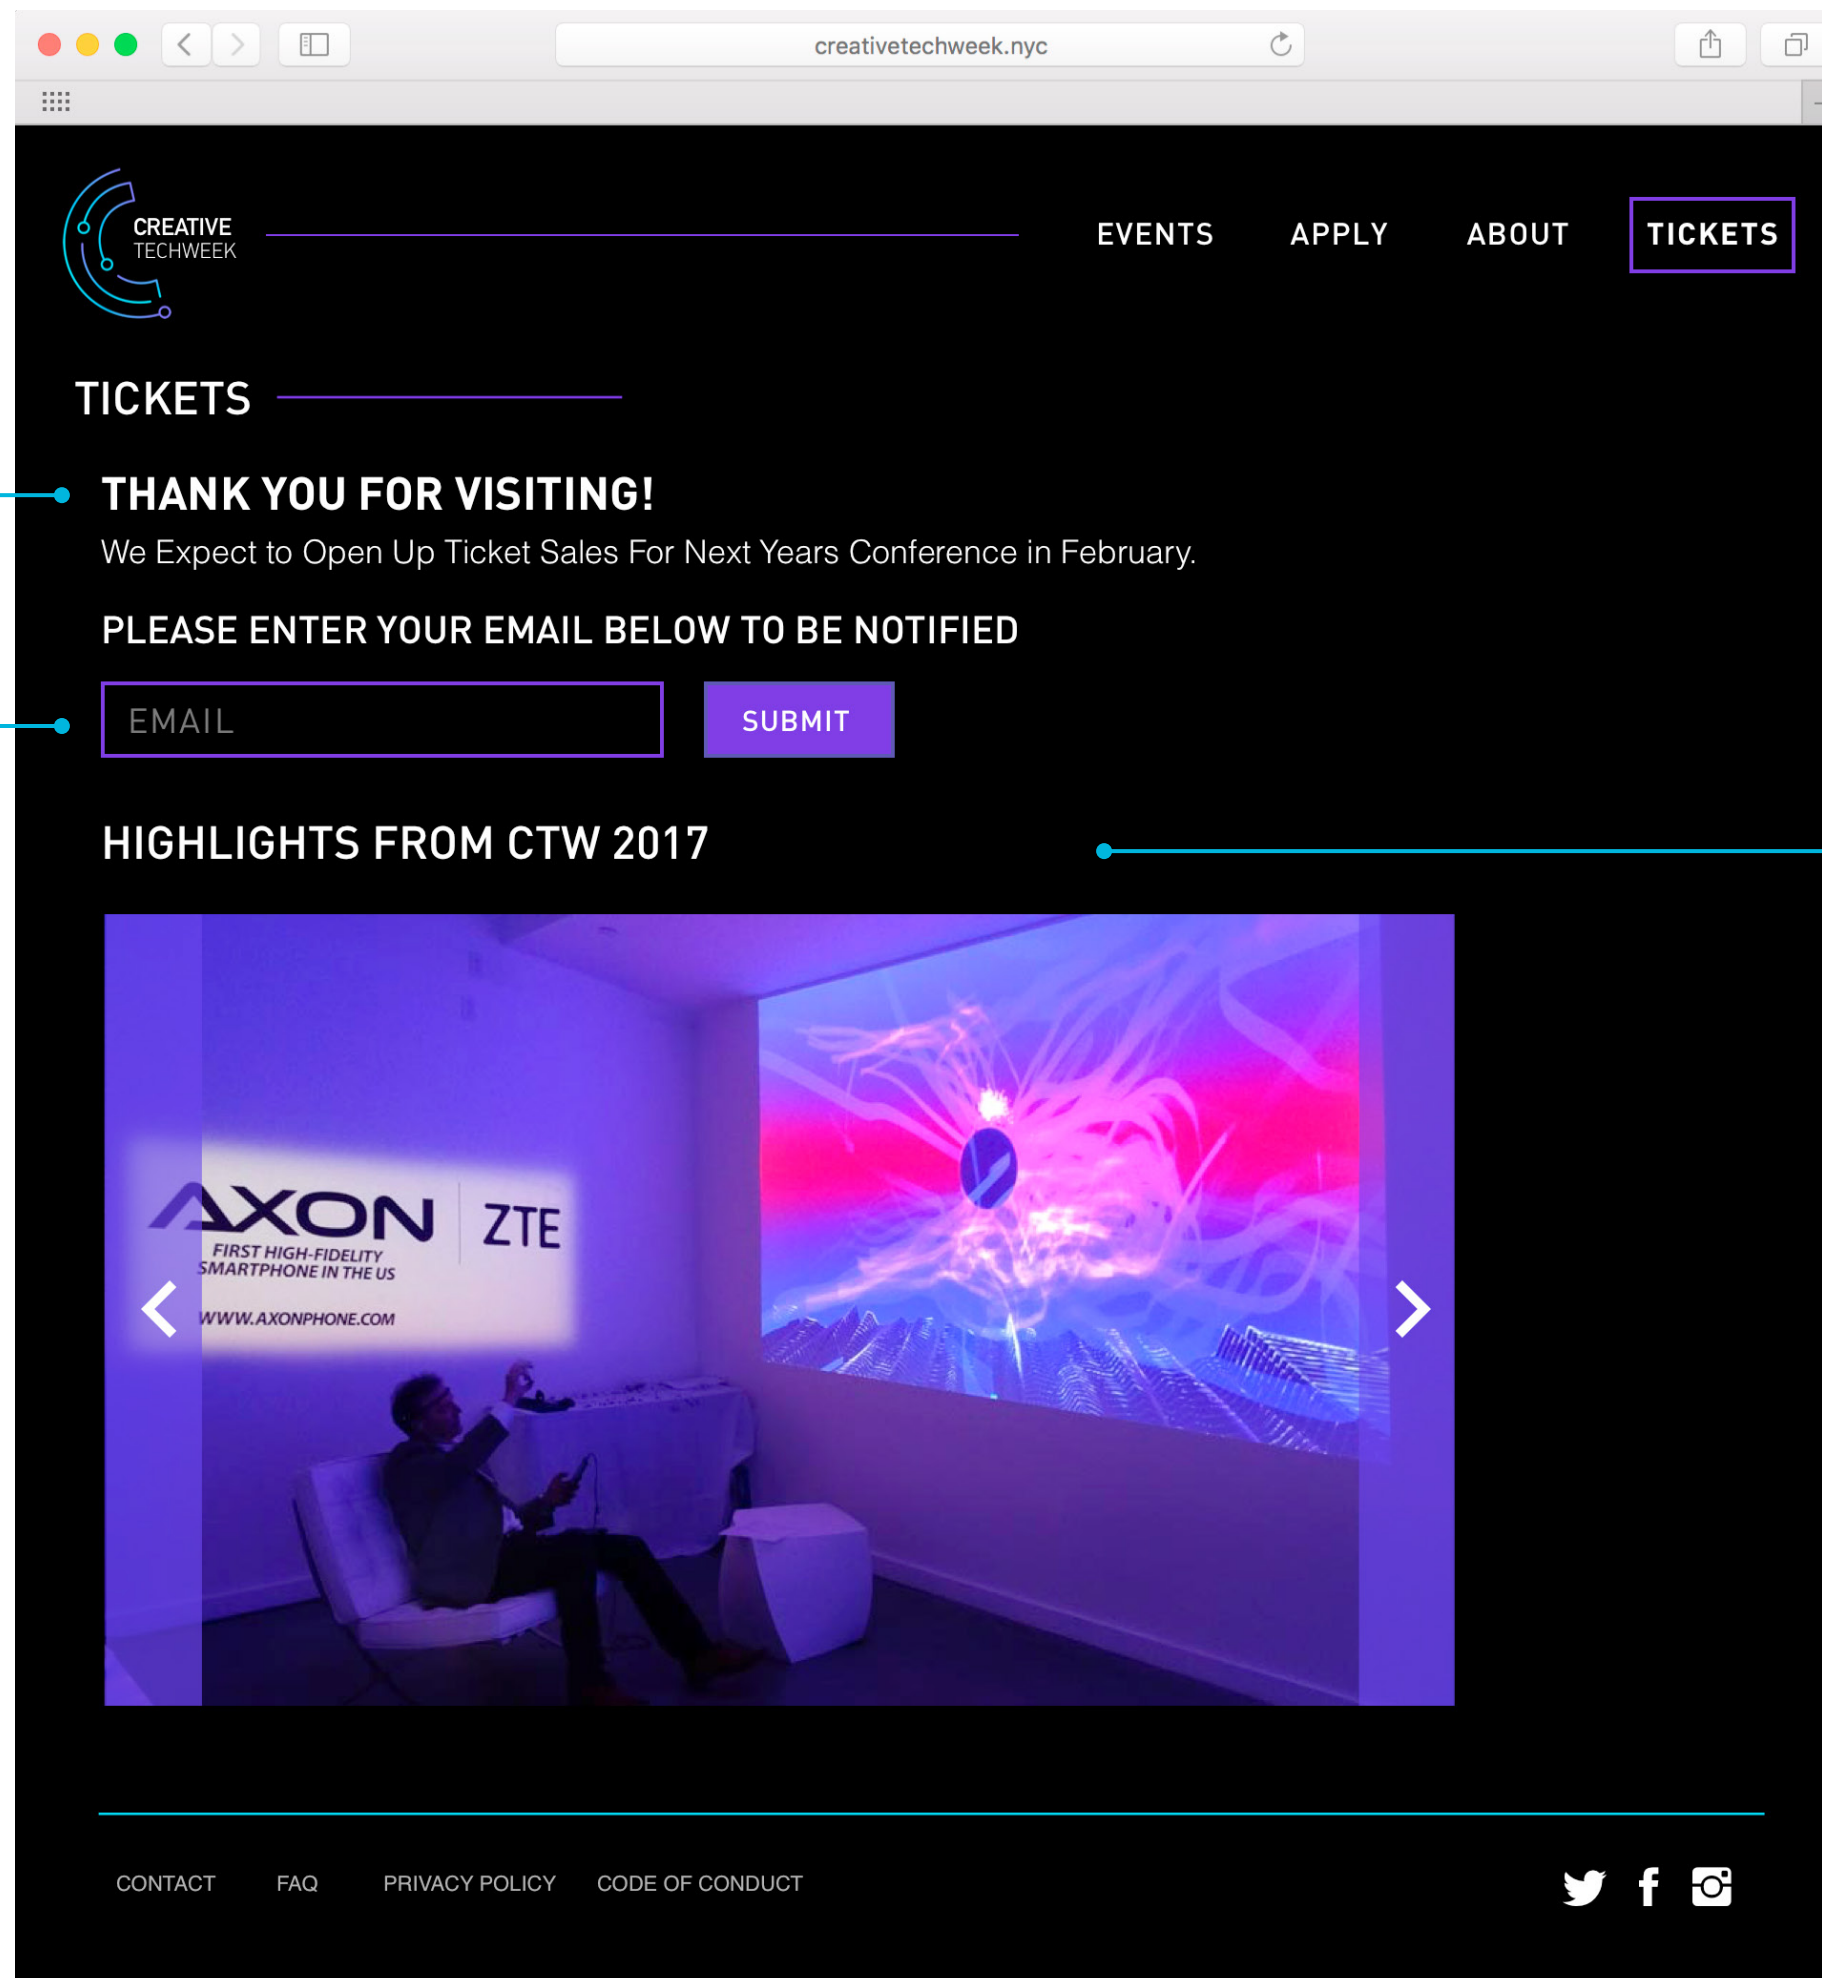 creativetechweek.nyc
CREATIVE
TECHWEEK
EVENTS APPLY ABOUT TICKETS
TICKETS
THANK YOU FOR VISITING!
We Expect to Open Up Ticket Sales For Next Years Conference in February.
PLEASE ENTER YOUR EMAIL BELOW TO BE NOTIFIED
EMAIL SUBMIT
HIGHLIGHTS FROM CTW 2017
AXON ZTE
FIRST HIGH-FIDELITY
SMARTPHONE IN THE US
WWW.AXONPHONE.COM
CONTACT FAQ PRIVACY POLICY CODE OF CONDUCT